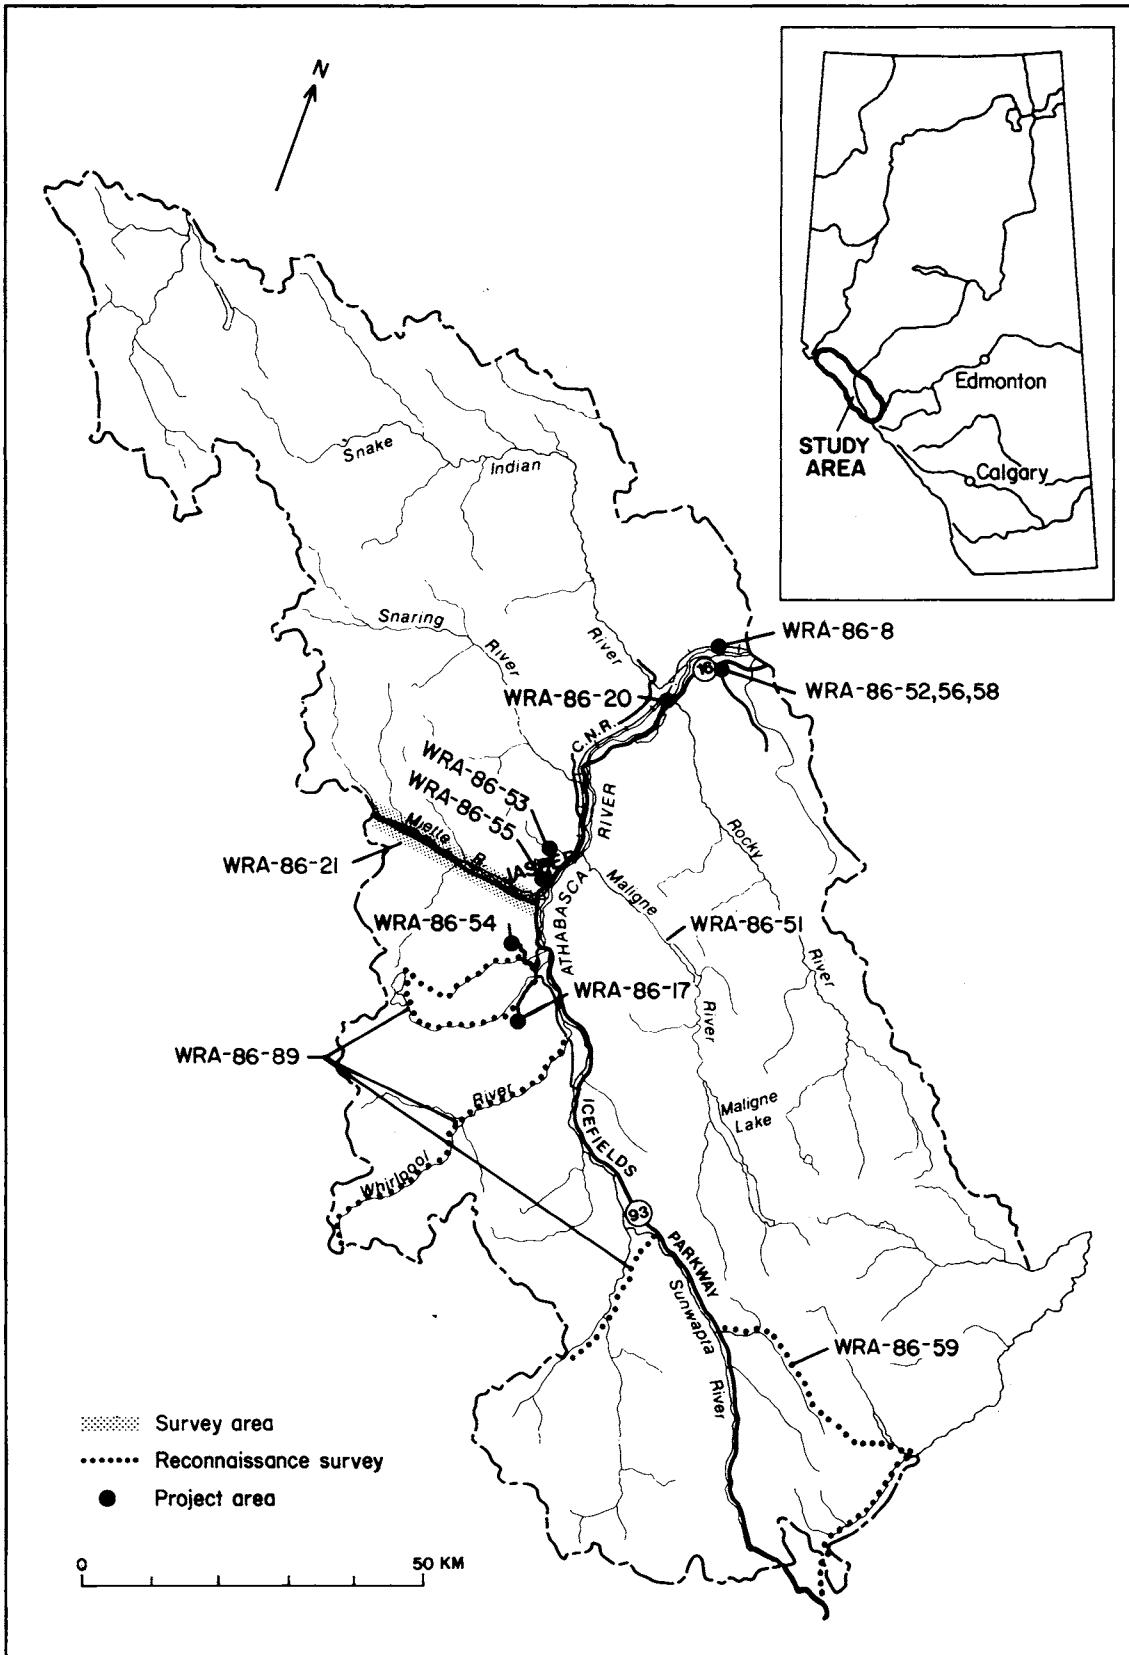 N
Edmonton
STUDY
AREA
Calgary
Snake
Indian
River
Snaring
River
WRA-86-8
16
WRA-86-52,56,58
WRA-86-20
C.N.R.
WRA-86-53
WRA-86-55
RIVER
Rocky
River
Miette R.
JASPER
WRA-86-21
ATHABASCA
Maligne
River
WRA-86-51
WRA-86-54
WRA-86-17
WRA-86-89
River
Whirlpool
Maligne
Lake
ICEFIELDS
93
PARKWAY
Sunwapta
River
WRA-86-59
Survey area
Reconnaissance survey
Project area
0 50 KM